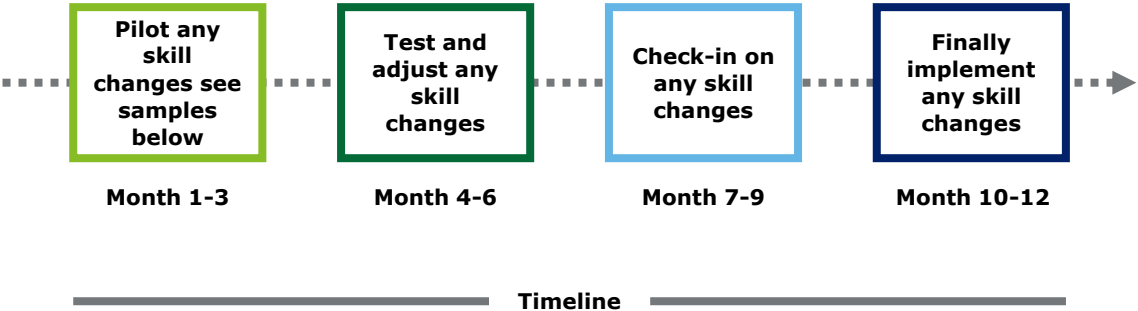 Pilot any
skill
changes see
samples
below
Test and
adjust any
skill
changes
Check-in on
any skill
changes
Finally
implement
any skill
changes
Month 1-3
Month 4-6
Month 7-9
Month 10-12
Timeline